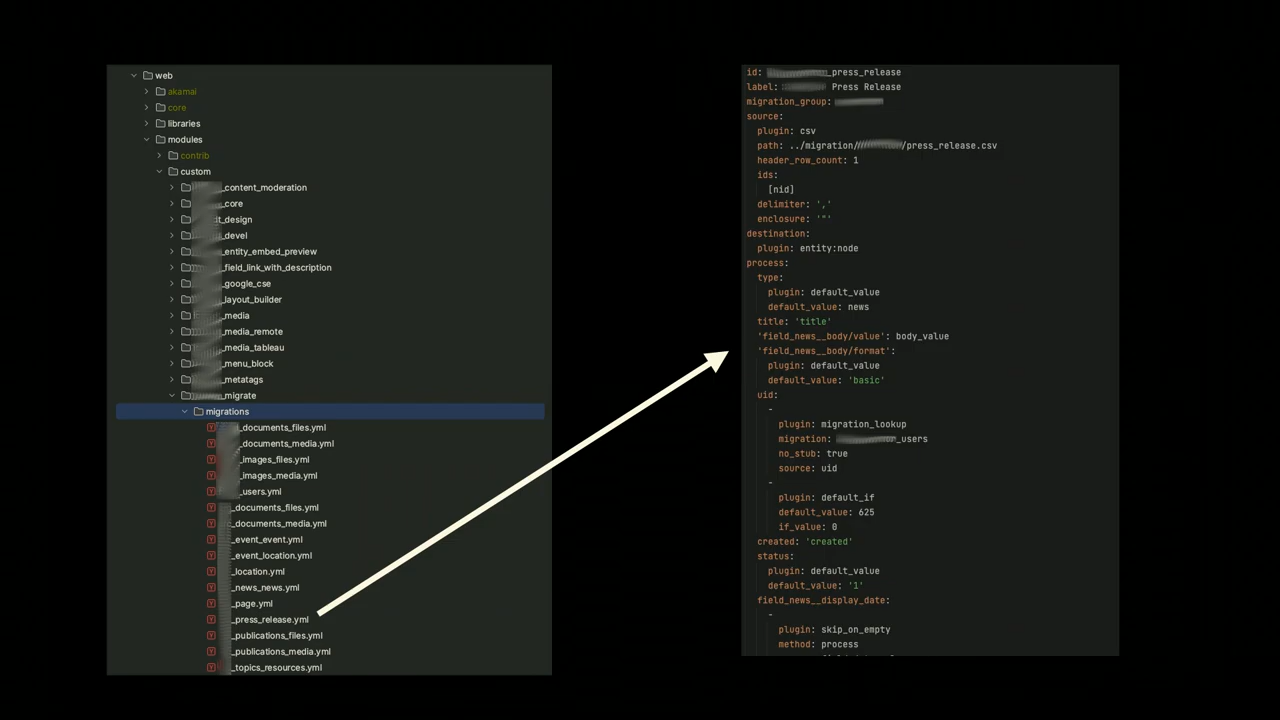 web
akamai
core
libraries
modules
contrib
custom
_content_moderation
_core
_design
_devel
_entity_embed_preview
_field_link_with_description
_google_cse
_layout_builder
_media
_media_remote
_media_tableau
_menu_block
_metatags
_migrate
migrations
_documents_files.yml
_documents_media.yml
_images_files.yml
_images_media.yml
_users.yml
_documents_files.yml
_documents_media.yml
_event_event.yml
_event_location.yml
_location.yml
_news_news.yml
_page.yml
_press_release.yml
_publications_files.yml
_publications_media.yml
_topics_resources.yml
id: _press_release
label: Press Release
migration_group:
source:
plugin: csv
path: ../migration/ /press_release.csv
header_row_count: 1
ids:
[nid]
delimiter: ','
enclosure: '"'
destination:
plugin: entity:node
process:
type:
plugin: default_value
default_value: news
title: 'title'
'field_news__body/value': body_value
'field_news__body/format':
plugin: default_value
default_value: 'basic'
uid:
-
plugin: migration_lookup
migration: _users
no_stub: true
source: uid
-
plugin: default_if
default_value: 625
if_value: 0
created: 'created'
status:
plugin: default_value
default_value: '1'
field_news__display_date:
-
plugin: skip_on_empty
method: process